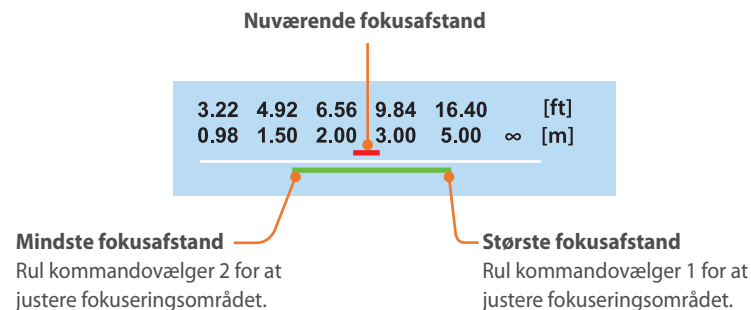 Nuværende fokusafstand
3.22 4.92 6.56 9.84 16.40 [ft]
0.98 1.50 2.00 3.00 5.00 ∞ [m]
Mindste fokusafstand
Rul kommandovælger 2 for at
justere fokuseringsområdet.
Største fokusafstand
Rul kommandovælger 1 for at
justere fokuseringsområdet.